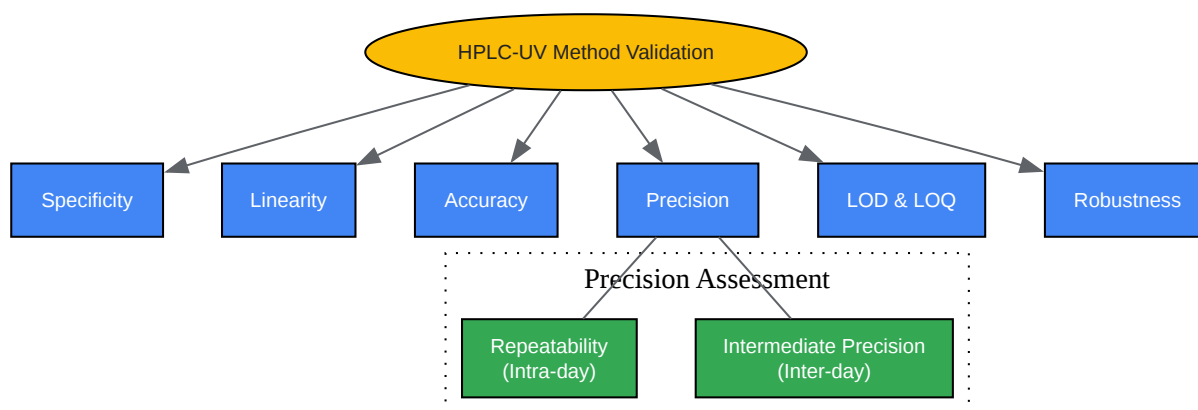 HPLC-UV Method Validation
Specificity
Linearity
Accuracy
Precision
LOD & LOQ
Robustness
Precision Assessment
Repeatability
(Intra-day)
Intermediate Precision
(Inter-day)